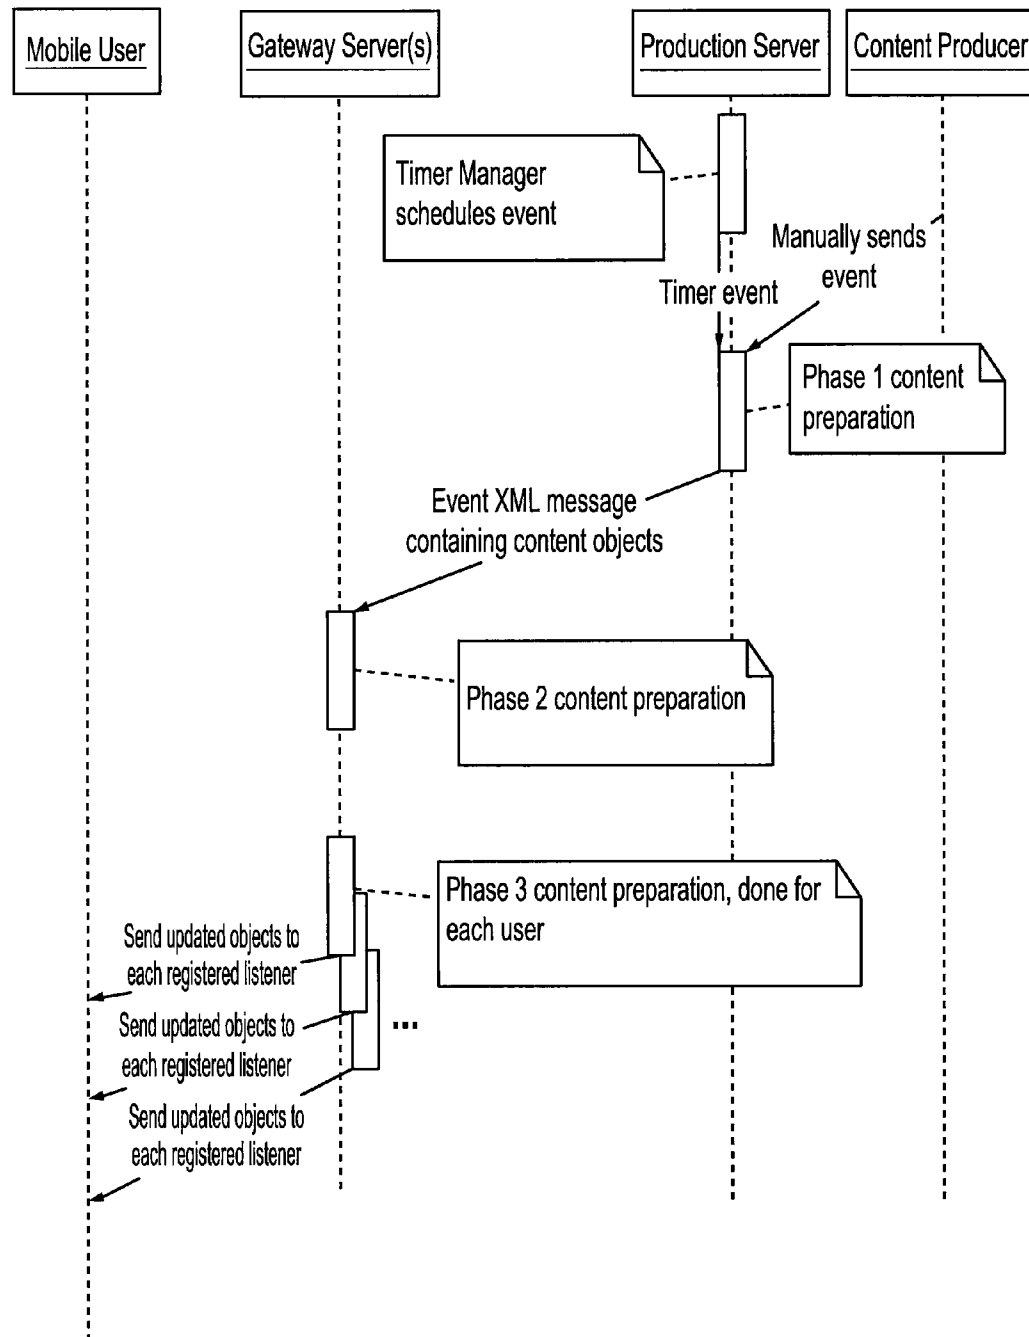 Mobile User
Gateway Server(s)
Production Server
Content Producer
Timer Manager
schedules event
Manually sends
event
Timer event
Phase 1 content
preparation
Event XML message
containing content objects
Phase 2 content preparation
Phase 3 content preparation, done for
each user
Send updated objects to
each registered listener
Send updated objects to
each registered listener
...
Send updated objects to
each registered listener